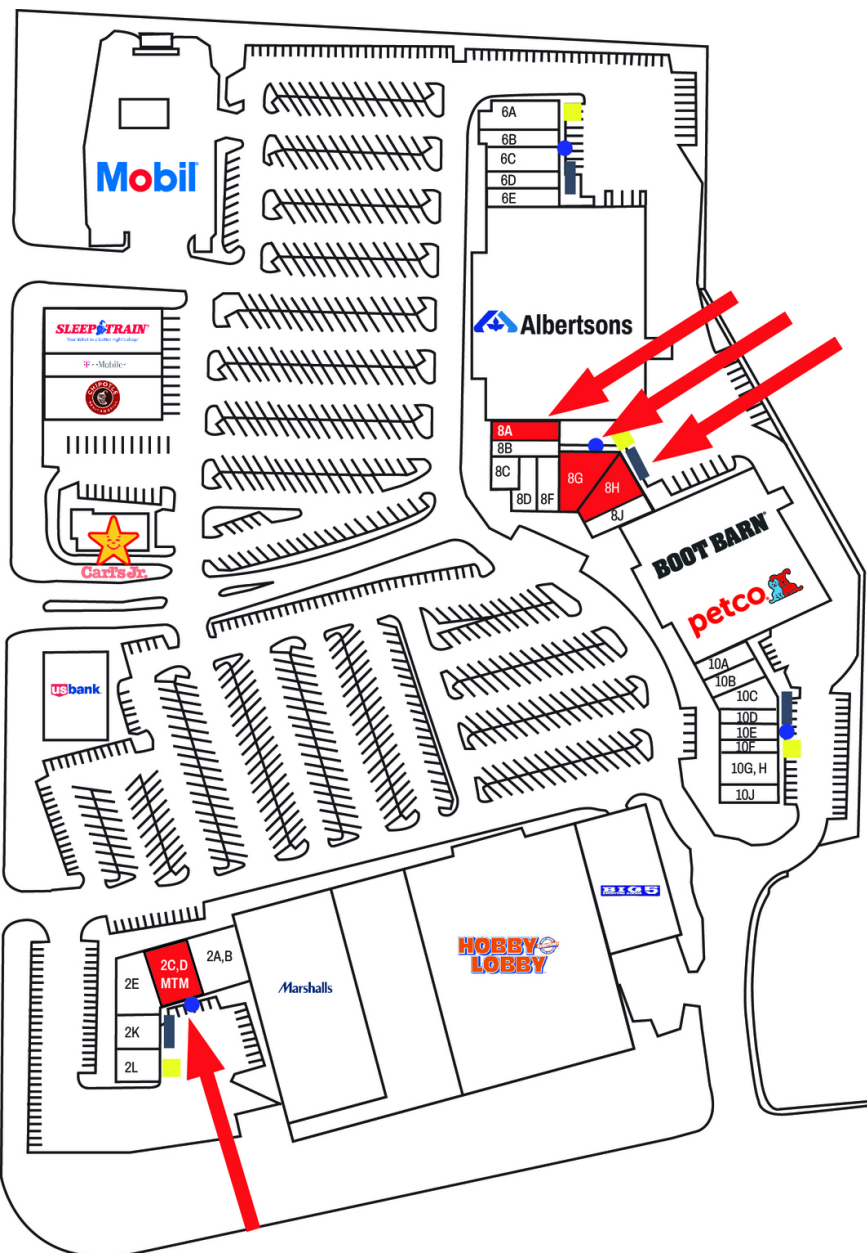 Mobil
6A
6B
6C
6D
6E
Albertsons
SLEEP TRAIN
Your ticket to a better night's sleep
T··Mobile·
CHIPOTLE
8A
8B
8C
8D
8F
8G
8H
8J
Carl's Jr.
BOOT BARN
petco
usbank
10A
10B
10C
10D
10E
10F
10G, H
10J
BIG 5
HOBBY
LOBBY
Marshalls
2A,B
2C,D
MTM
2E
2K
2L